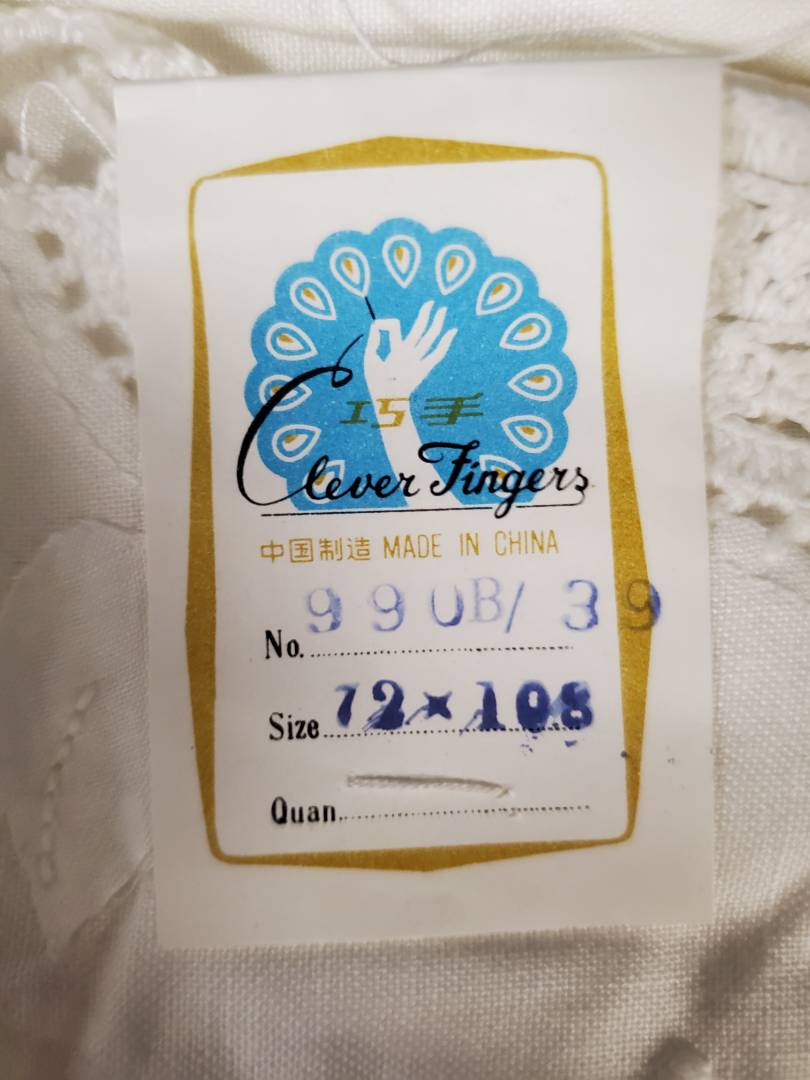 巧手
Clever Fingers
中国制造 MADE IN CHINA
No. 990B/39
Size 72×108
Quan.